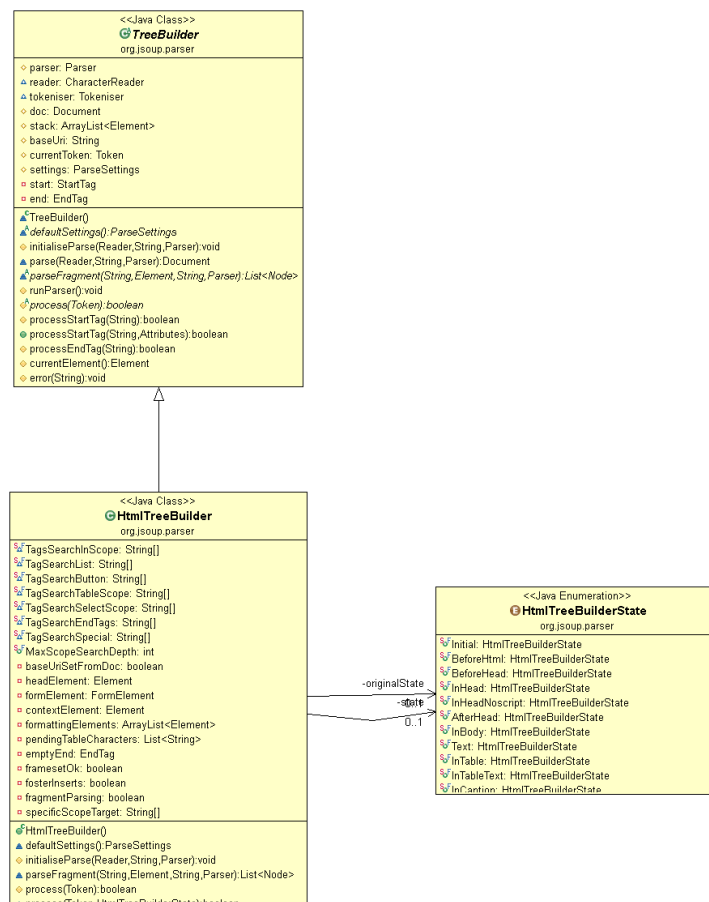 <<Java Class>>
TreeBuilder
org.jsoup.parser
parser: Parser
reader: CharacterReader
tokeniser: Tokeniser
doc: Document
stack: ArrayList<Element>
baseUri: String
currentToken: Token
settings: ParseSettings
start: StartTag
end: EndTag
TreeBuilder()
defaultSettings():ParseSettings
initialiseParse(Reader,String,Parser):void
parse(Reader,String,Parser):Document
parseFragment(String,Element,String,Parser):List<Node>
runParser():void
process(Token):boolean
processStartTag(String):boolean
processStartTag(String,Attributes):boolean
processEndTag(String):boolean
currentElement():Element
error(String):void
<<Java Class>>
HtmlTreeBuilder
org.jsoup.parser
TagsSearchInScope: String[]
TagSearchList: String[]
TagSearchButton: String[]
TagSearchTableScope: String[]
TagSearchSelectScope: String[]
TagSearchEndTags: String[]
TagSearchSpecial: String[]
MaxScopeSearchDepth: int
baseUriSetFromDoc: boolean
headElement: Element
formElement: FormElement
contextElement: Element
formattingElements: ArrayList<Element>
pendingTableCharacters: List<String>
emptyEnd: EndTag
framesetOk: boolean
fosterInserts: boolean
fragmentParsing: boolean
specificScopeTarget: String[]
HtmlTreeBuilder()
defaultSettings():ParseSettings
initialiseParse(Reader,String,Parser):void
parseFragment(String,Element,String,Parser):List<Node>
process(Token):boolean
process(Token,HtmlTreeBuilderState):boolean
-originalState
0..1
-state
0..1
<<Java Enumeration>>
HtmlTreeBuilderState
org.jsoup.parser
Initial: HtmlTreeBuilderState
BeforeHtml: HtmlTreeBuilderState
BeforeHead: HtmlTreeBuilderState
InHead: HtmlTreeBuilderState
InHeadNoscript: HtmlTreeBuilderState
AfterHead: HtmlTreeBuilderState
InBody: HtmlTreeBuilderState
Text: HtmlTreeBuilderState
InTable: HtmlTreeBuilderState
InTableText: HtmlTreeBuilderState
InCaption: HtmlTreeBuilderState